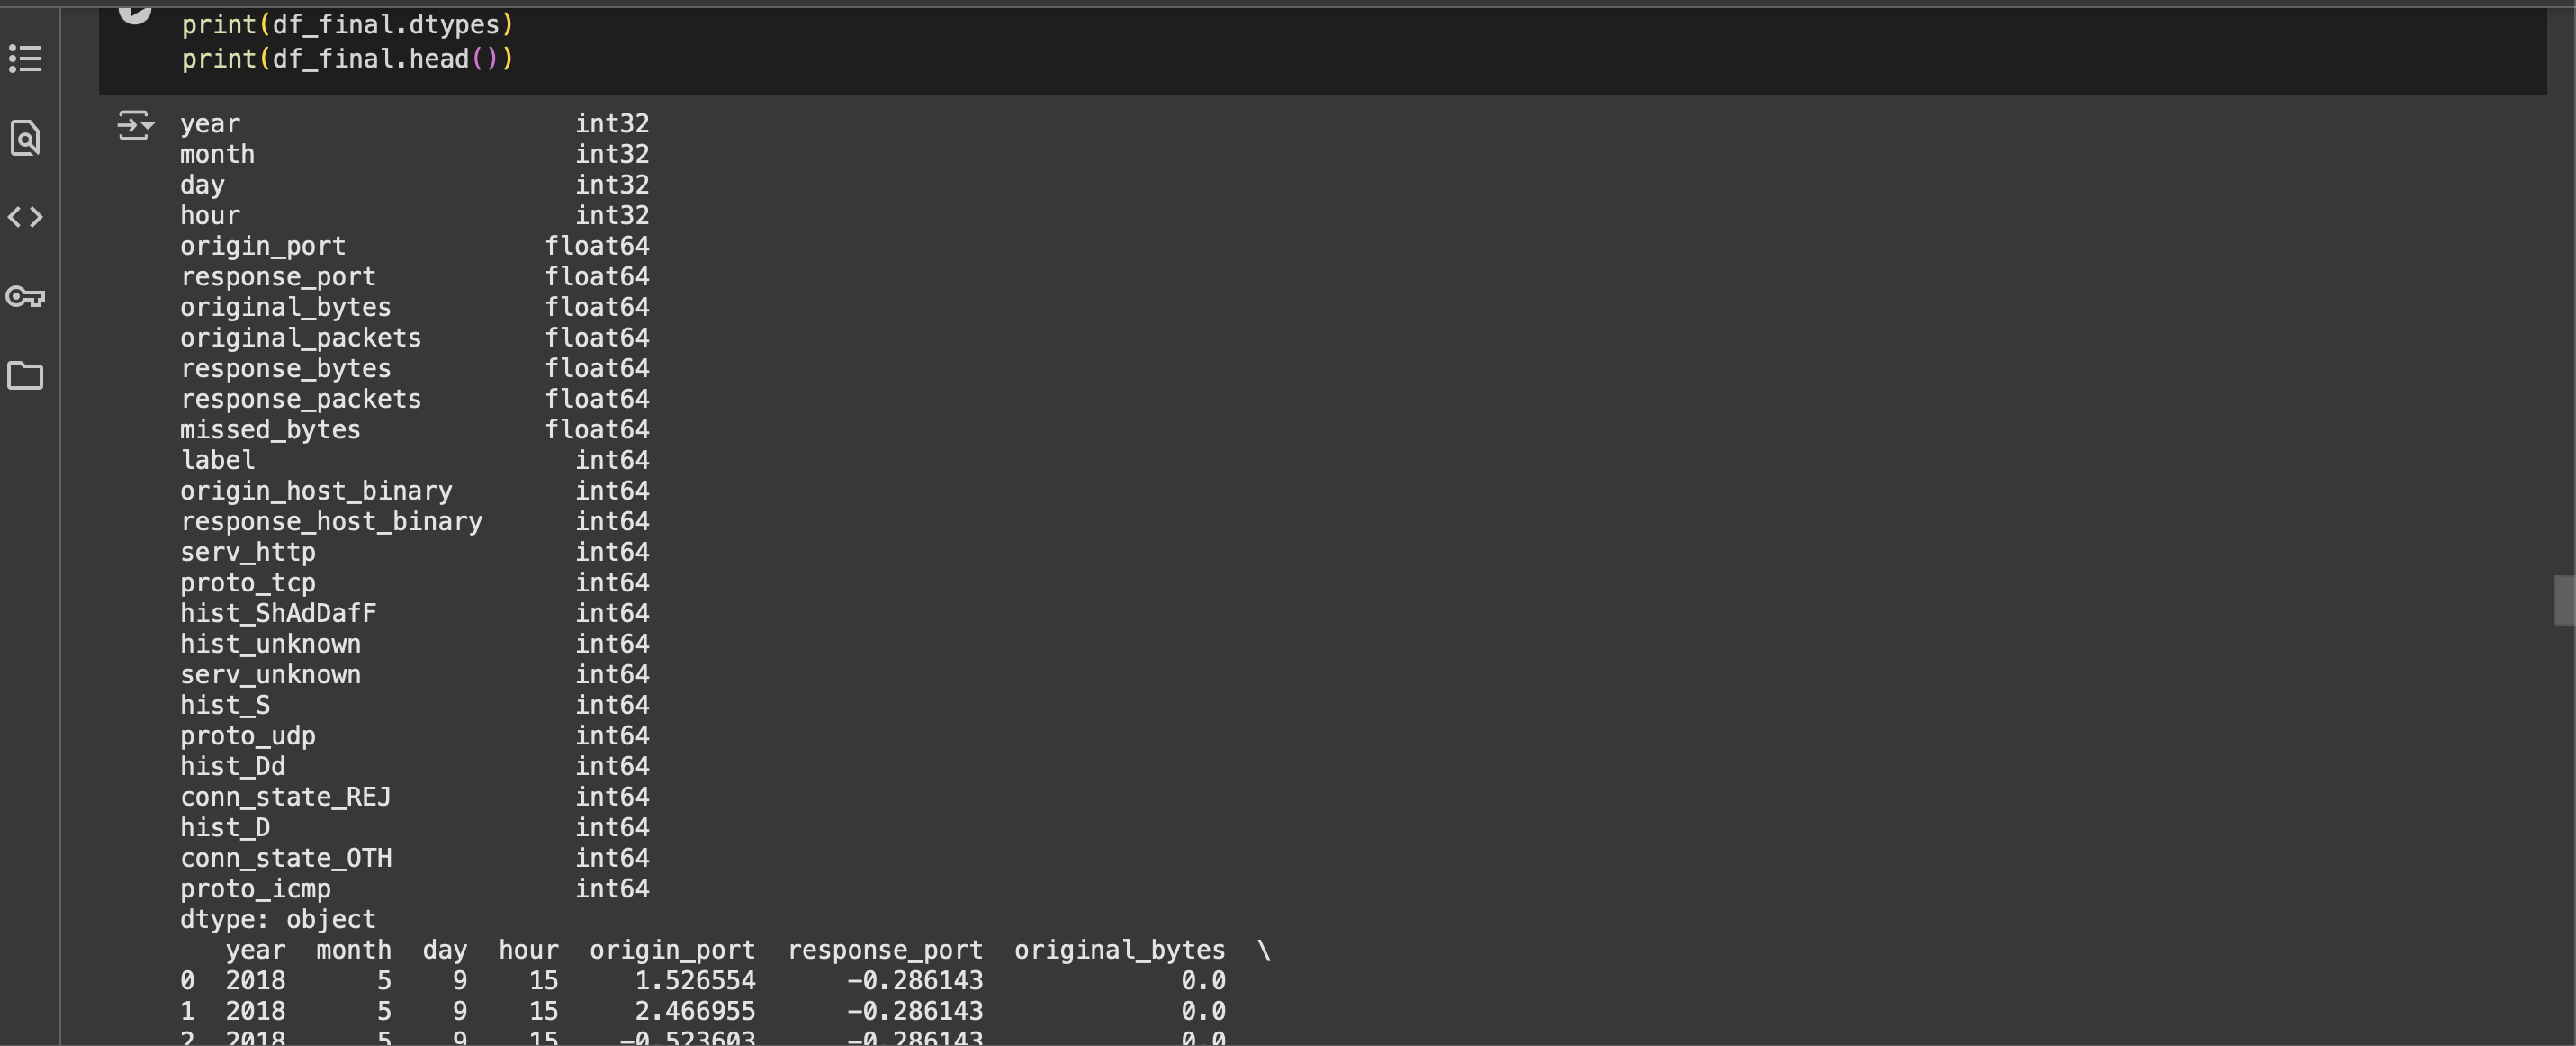 print(df_final.dtypes)
print(df_final.head())
year int32
month int32
day int32
hour int32
origin_port float64
response_port float64
original_bytes float64
original_packets float64
response_bytes float64
response_packets float64
missed_bytes float64
label int64
origin_host_binary int64
response_host_binary int64
serv_http int64
proto_tcp int64
hist_ShAdDafF int64
hist_unknown int64
serv_unknown int64
hist_S int64
proto_udp int64
hist_Dd int64
conn_state_REJ int64
hist_D int64
conn_state_OTH int64
proto_icmp int64
dtype: object
year month day hour origin_port response_port original_bytes \
0 2018 5 9 15 1.526554 -0.286143 0.0
1 2018 5 9 15 2.466955 -0.286143 0.0
2 2018 5 9 15 -0.523603 -0.286143 0.0